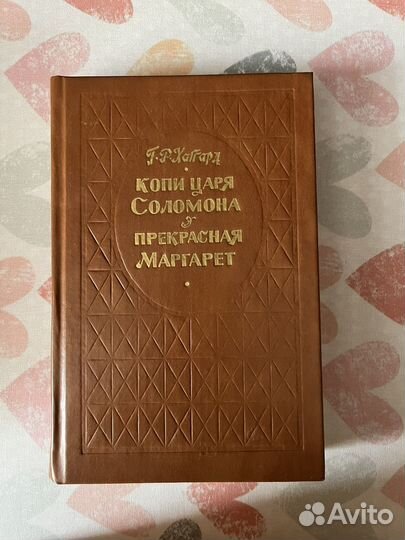 Г. Р. Хаггард
КОПИ ЦАРЯ
СОЛОМОНА
ПРЕКРАСНАЯ
МАРГАРЕТ
Avito